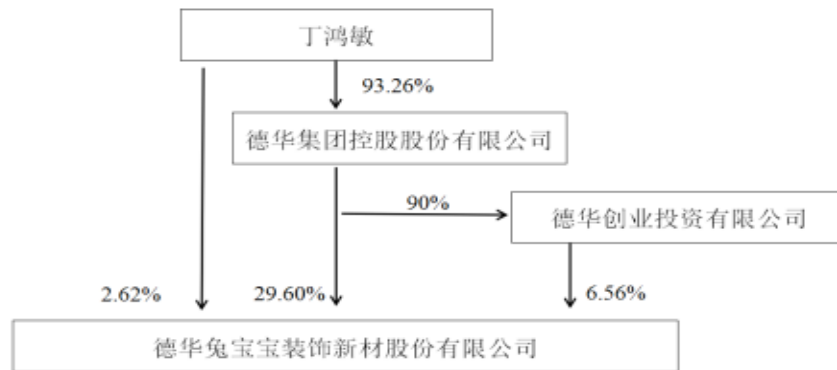 丁鸿敏
93.26%
德华集团控股股份有限公司
90%
德华创业投资有限公司
2.62%
29.60%
6.56%
德华兔宝宝装饰新材股份有限公司